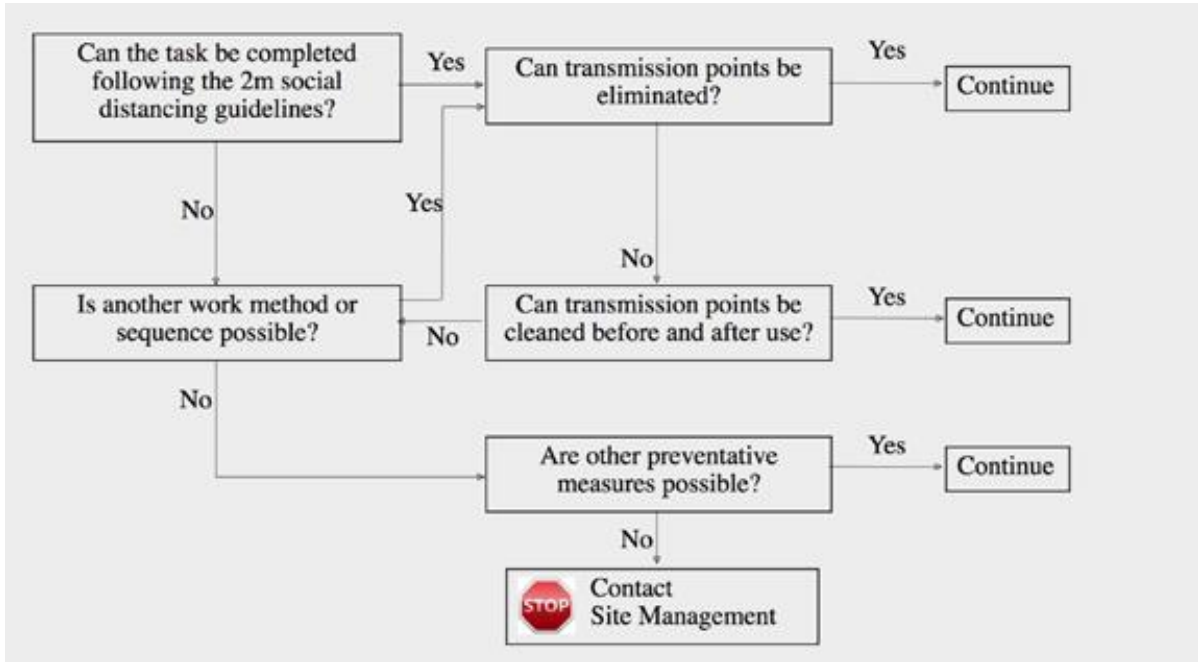 Can the task be completed
following the 2m social
distancing guidelines?
Yes
Can transmission points be
eliminated?
Yes
Continue
No
Yes
No
Is another work method or
sequence possible?
No
Can transmission points be
cleaned before and after use?
Yes
Continue
No
Are other preventative
measures possible?
Yes
Continue
No
STOP
Contact
Site Management